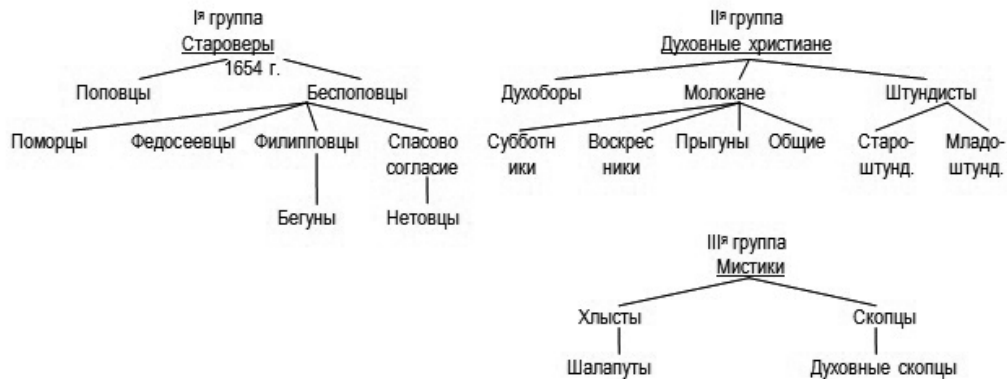 Iя группа
Староверы
1654 г.
Поповцы Беспоповцы
Поморцы Федосеевцы Филипповцы Спасово
согласие
Бегуны Нетовцы
IIя группа
Духовные христиане
Духоборы Молокане Штундисты
Субботн
ики
Воскрес
ники
Прыгуны
Общие
Старо-
штунд.
Младо-
штунд.
IIIя группа
Мистики
Хлысты Скопцы
Шалапуты Духовные скопцы